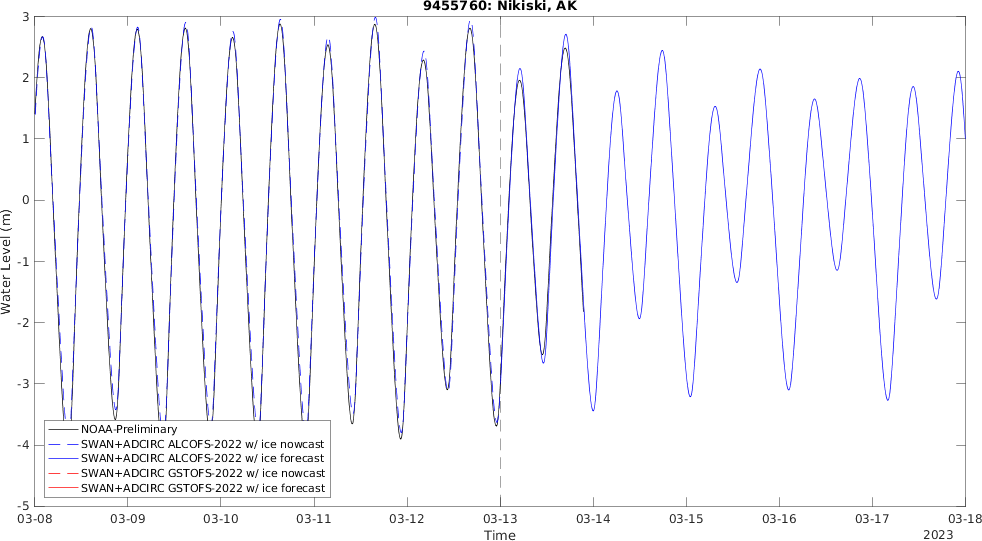 9455760: Nikiski, AK
3
2
1
0
-1
-2
-3
-4
-5
Water Level (m)
NOAA-Preliminary
SWAN+ADCIRC ALCOFS-2022 w/ ice nowcast
SWAN+ADCIRC ALCOFS-2022 w/ ice forecast
SWAN+ADCIRC GSTOFS-2022 w/ ice nowcast
SWAN+ADCIRC GSTOFS-2022 w/ ice forecast
03-08 03-09 03-10 03-11 03-12 03-13 03-14 03-15 03-16 03-17 03-18
Time
2023